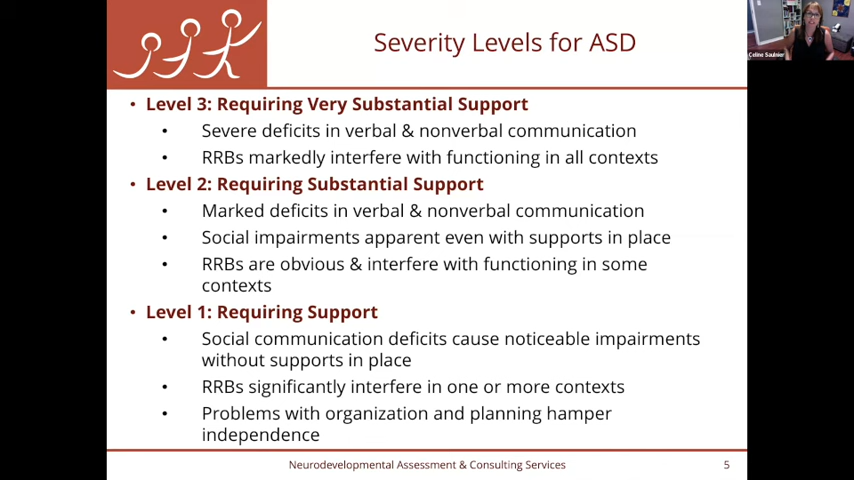 Severity Levels for ASD
Celine Saulnier
• Level 3: Requiring Very Substantial Support
• Severe deficits in verbal & nonverbal communication
• RRBs markedly interfere with functioning in all contexts
• Level 2: Requiring Substantial Support
• Marked deficits in verbal & nonverbal communication
• Social impairments apparent even with supports in place
• RRBs are obvious & interfere with functioning in some
contexts
• Level 1: Requiring Support
• Social communication deficits cause noticeable impairments
without supports in place
• RRBs significantly interfere in one or more contexts
• Problems with organization and planning hamper
independence
Neurodevelopmental Assessment & Consulting Services
5